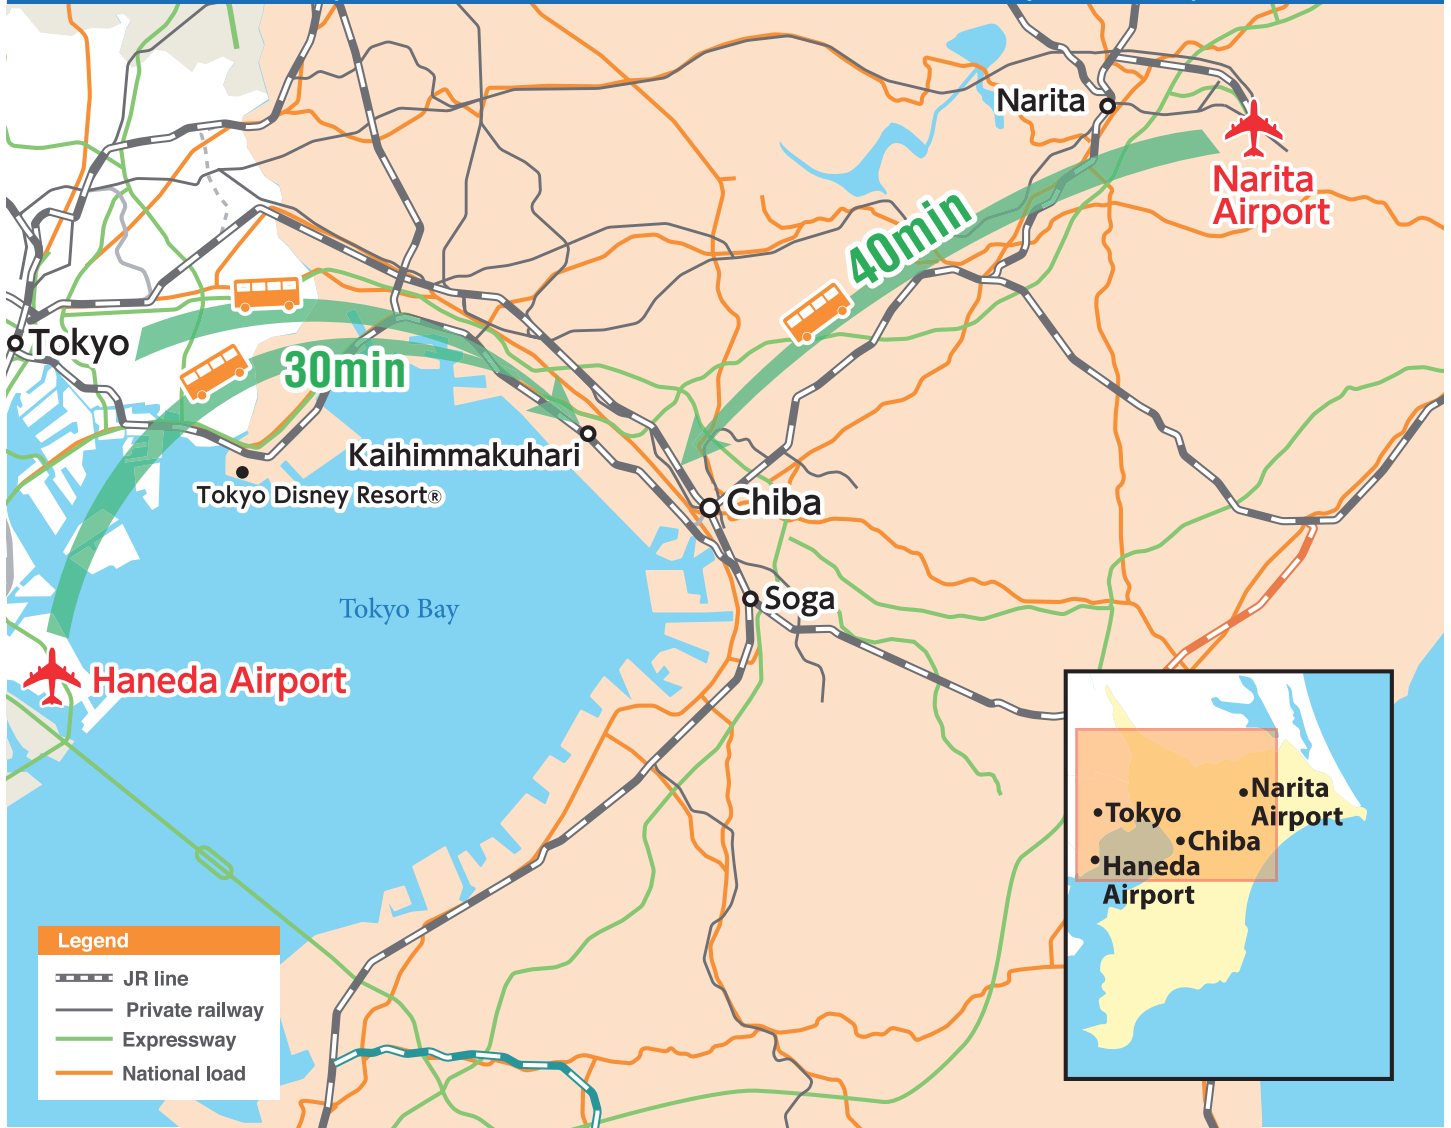 Narita
Narita
Airport
40min
Tokyo
30min
Kaihimmakuhari
Tokyo Disney Resort®
Chiba
Tokyo Bay
Soga
Haneda Airport
Narita
Airport
Tokyo
Chiba
Haneda
Airport
Legend
JR line
Private railway
Expressway
National load